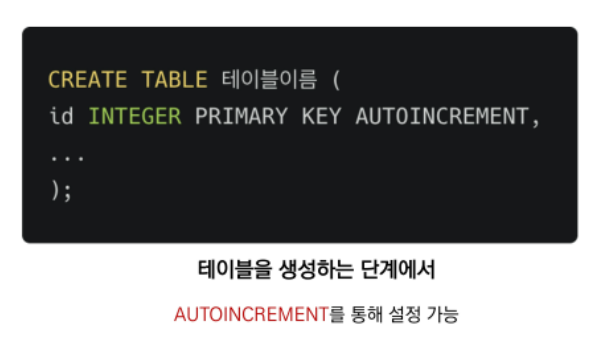 CREATE TABLE 테이블이름 (
id INTEGER PRIMARY KEY AUTOINCREMENT,
...
);
테이블을 생성하는 단계에서
AUTOINCREMENT를 통해 설정 가능